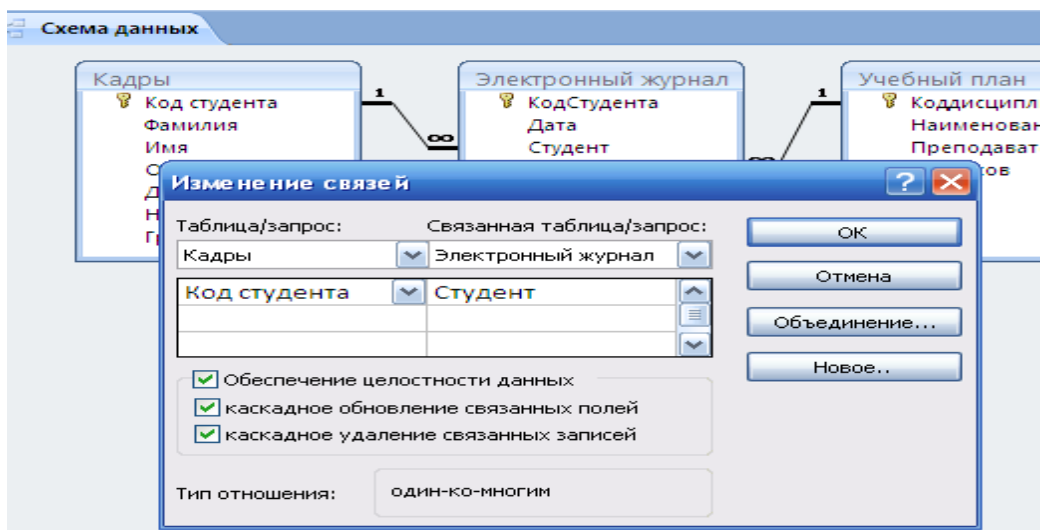 Схема данных
Кадры
Код студента
Фамилия
Имя
1
∞
Электронный журнал
КодСтудента
Дата
Студент
1
Учебный план
Коддисципл
Наименован
Преподават
ов
Изменение связей
Таблица/запрос: Связанная таблица/запрос:
Кадры Электронный журнал
Код студента Студент
Обеспечение целостности данных
каскадное обновление связанных полей
каскадное удаление связанных записей
Тип отношения: один-ко-многим
ОК
Отмена
Объединение...
Новое..